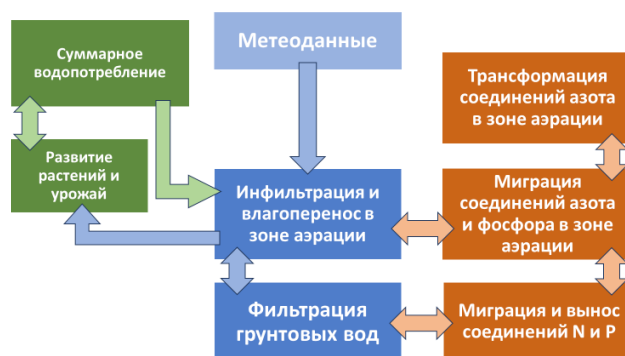 Суммарное
водопотребление
Метеоданные
Трансформация
соединений азота
в зоне аэрации
Развитие
растений и
урожай
Инфильтрация и
влагоперенос в
зоне аэрации
Миграция
соединений азота
и фосфора в зоне
аэрации
Фильтрация
грунтовых вод
Миграция и вынос
соединений N и P